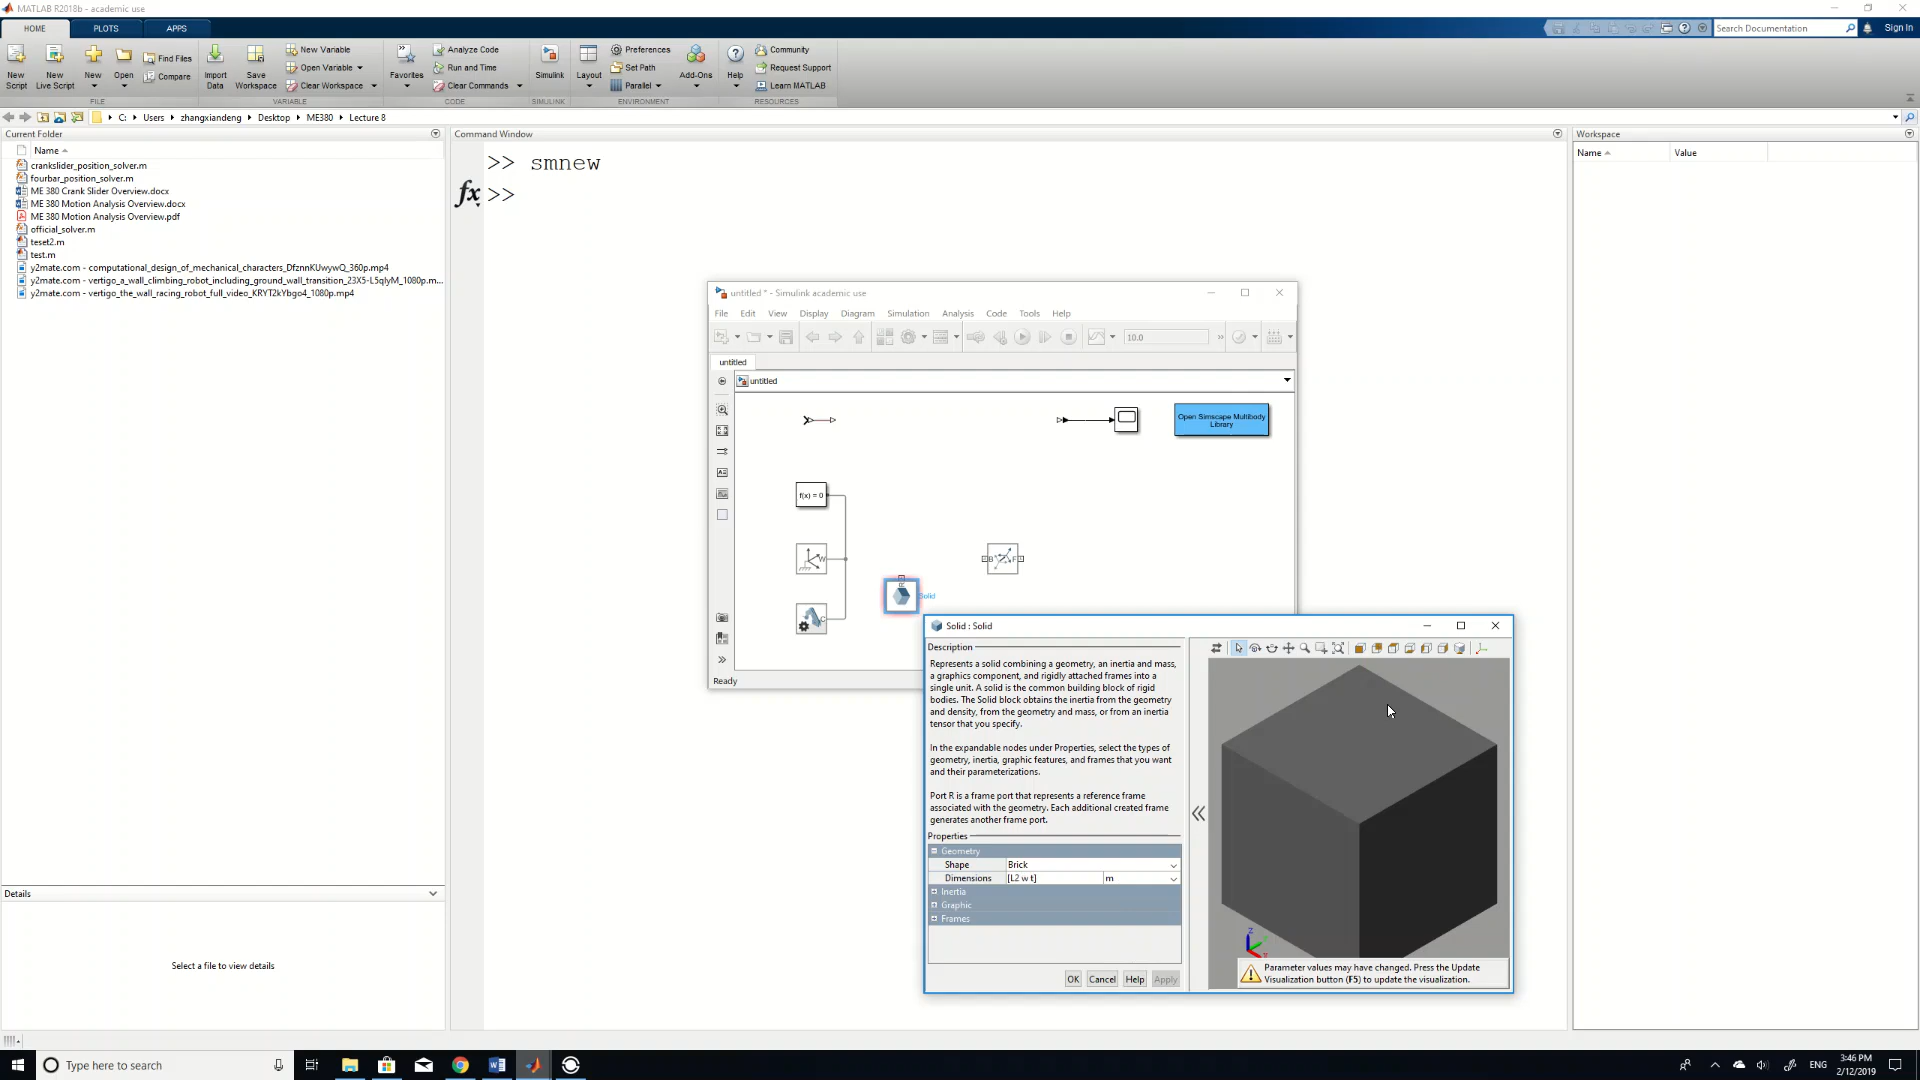 MATLAB R2018b - academic use
HOME PLOTS APPS
Search Documentation
Sign In
New Script
New Live Script
New
Open
Find Files
Compare
FILE
Import Data
Save Workspace
New Variable
Open Variable
Clear Workspace
VARIABLE
Favorites
Analyze Code
Run and Time
Clear Commands
CODE
Simulink
SIMULINK
Layout
Preferences
Set Path
Parallel
Add-Ons
ENVIRONMENT
Help
Community
Request Support
Learn MATLAB
RESOURCES
C: Users zhangxiandeng Desktop ME380 Lecture 8
Current Folder
Name
crankslider_position_solver.m
fourbar_position_solver.m
ME 380 Crank Slider Overview.docx
ME 380 Motion Analysis Overview.docx
ME 380 Motion Analysis Overview.pdf
official_solver.m
teset2.m
test.m
y2mate.com - computational_design_of_mechanical_characters_DfznnKUwywQ_360p.mp4
y2mate.com - vertigo_a_wall_climbing_robot_including_ground_wall_transition_23X5-L5qlyM_1080p.m...
y2mate.com - vertigo_the_wall_racing_robot_full_video_KRYT2kYbgo4_1080p.mp4
Details
Select a file to view details
Command Window
>> smnew
fx >>
Workspace
Name Value
untitled * - Simulink academic use
File Edit View Display Diagram Simulation Analysis Code Tools Help
10.0
untitled
untitled
Open Simscape Multibody
Library
f(x) = 0
W
B F
R
Solid
C
Ready
Solid : Solid
Description
Represents a solid combining a geometry, an inertia and mass,
a graphics component, and rigidly attached frames into a
single unit. A solid is the common building block of rigid
bodies. The Solid block obtains the inertia from the geometry
and density, from the geometry and mass, or from an inertia
tensor that you specify.
In the expandable nodes under Properties, select the types of
geometry, inertia, graphic features, and frames that you want
and their parameterizations.
Port R is a frame port that represents a reference frame
associated with the geometry. Each additional created frame
generates another frame port.
Properties
Geometry
Shape Brick
Dimensions [L2 w t] m
Inertia
Graphic
Frames
OK Cancel Help Apply
Z
Parameter values may have changed. Press the Update
Visualization button (F5) to update the visualization.
Type here to search
ENG
3:46 PM
2/12/2019